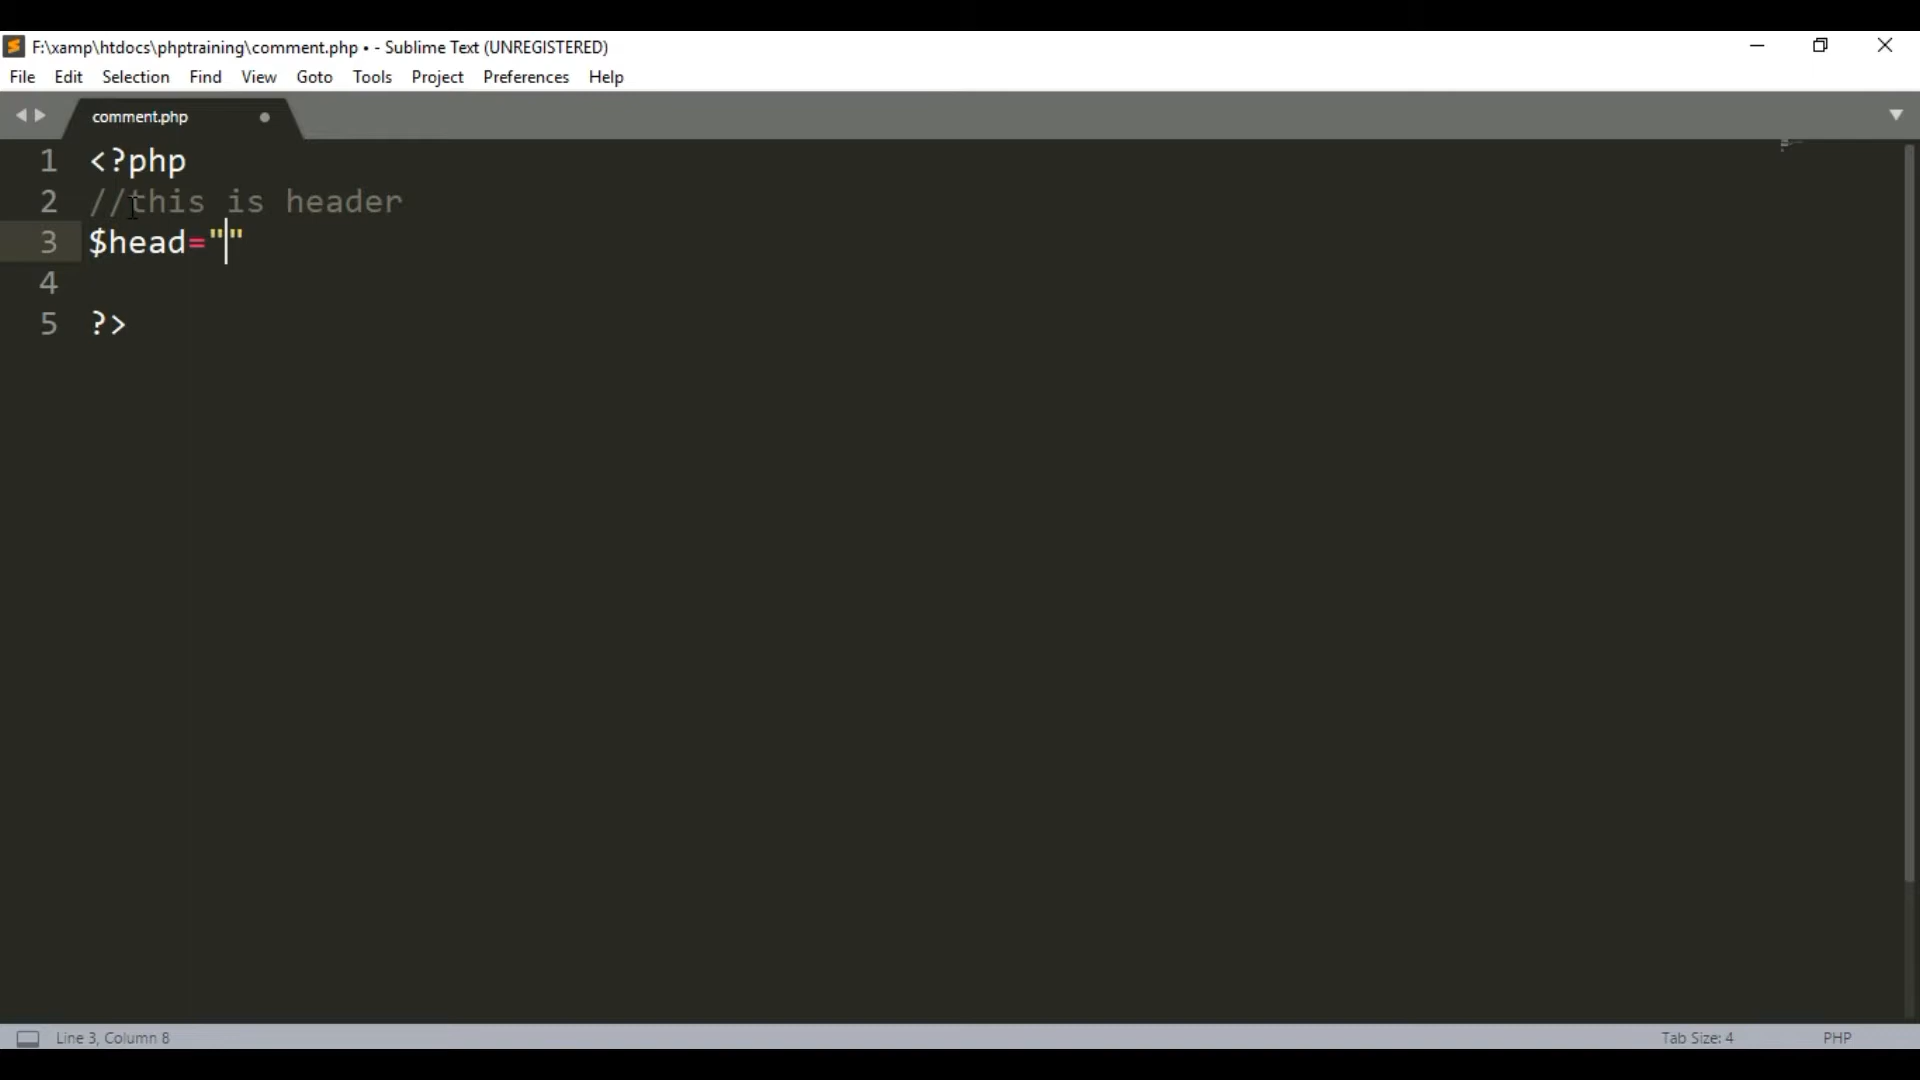 F:\xamp\htdocs\phptraining\comment.php • - Sublime Text (UNREGISTERED)
File Edit Selection Find View Goto Tools Project Preferences Help
comment.php
1 <?php
2 //this is header
3 $head=""
4
5 ?>
Line 3, Column 8 Tab Size: 4 PHP